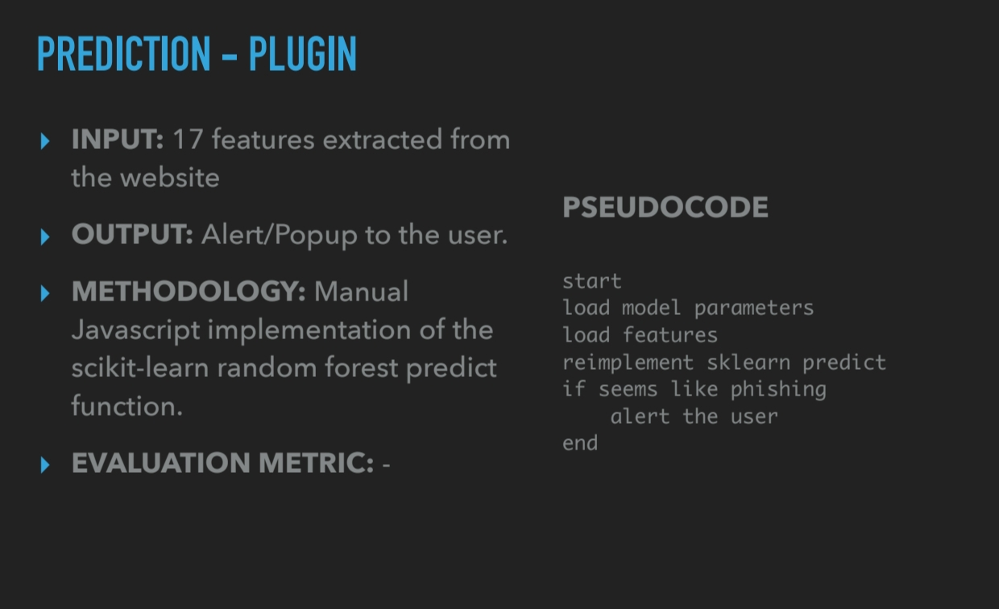 PREDICTION - PLUGIN
INPUT: 17 features extracted from
the website
OUTPUT: Alert/Popup to the user.
METHODOLOGY: Manual
Javascript implementation of the
scikit-learn random forest predict
function.
EVALUATION METRIC: -
PSEUDOCODE
start
load model parameters
load features
reimplement sklearn predict
if seems like phishing
    alert the user
end